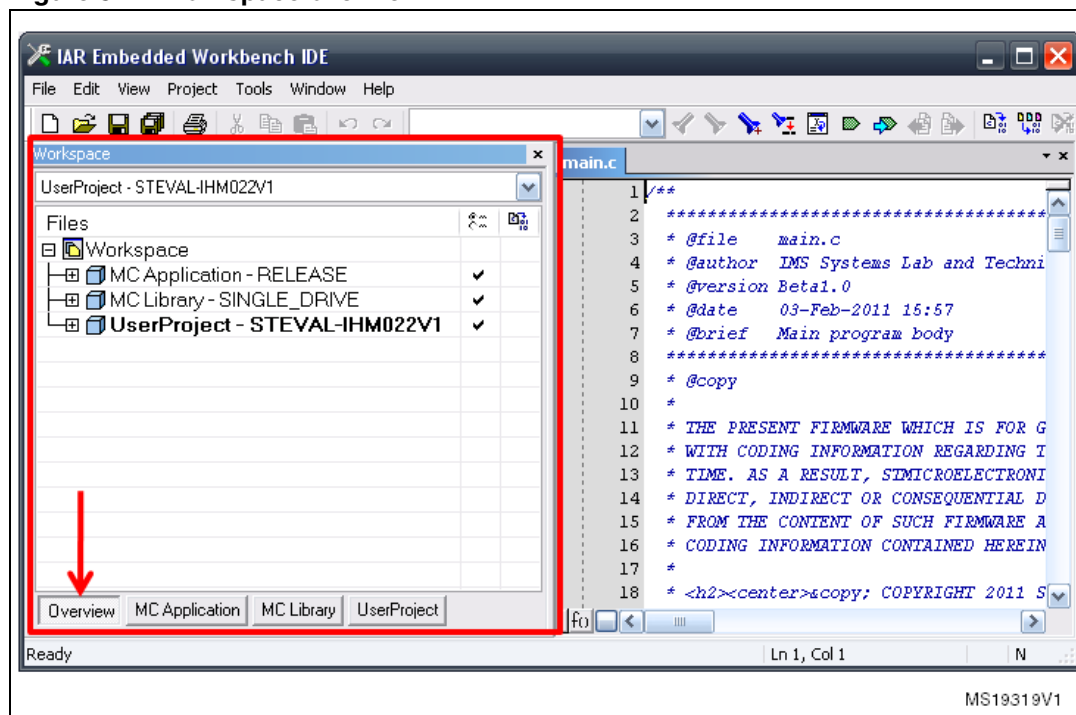 IAR Embedded Workbench IDE
File Edit View Project Tools Window Help
Workspace
main.c
UserProject - STEVAL-IHM022V1
Files
Workspace
MC Application - RELEASE
MC Library - SINGLE_DRIVE
UserProject - STEVAL-IHM022V1
Overview MC Application MC Library UserProject
1 /**
2 *************************************
3 * @file main.c
4 * @author IMS Systems Lab and Techni
5 * @version Beta1.0
6 * @date 03-Feb-2011 15:57
7 * @brief Main program body
8 *************************************
9 * @copy
10 *
11 * THE PRESENT FIRMWARE WHICH IS FOR G
12 * WITH CODING INFORMATION REGARDING T
13 * TIME. AS A RESULT, STMICROELECTRONI
14 * DIRECT, INDIRECT OR CONSEQUENTIAL D
15 * FROM THE CONTENT OF SUCH FIRMWARE A
16 * CODING INFORMATION CONTAINED HEREIN
17 *
18 * <h2><center>&copy; COPYRIGHT 2011 S
fo
Ready Ln 1, Col 1 N
MS19319V1